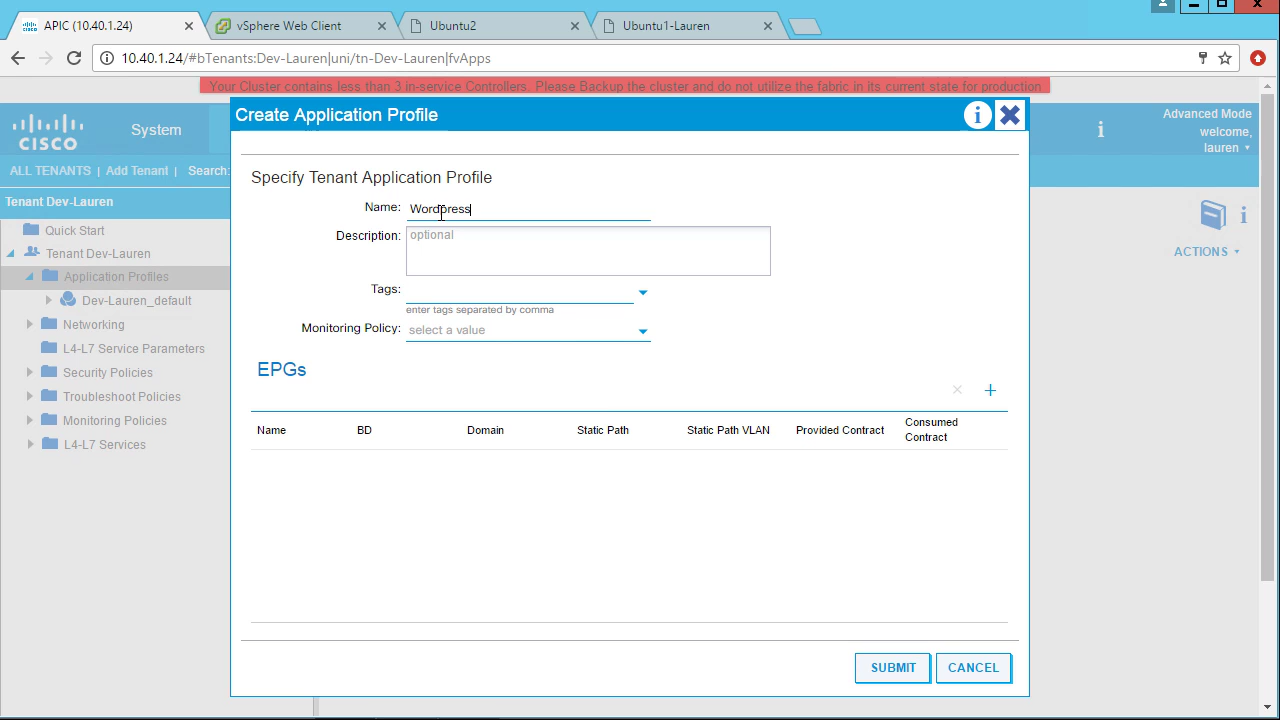 APIC (10.40.1.24)
vSphere Web Client
Ubuntu2
Ubuntu1-Lauren
10.40.1.24/#bTenants:Dev-Lauren|uni/tn-Dev-Lauren|fvApps
Your Cluster contains less than 3 in-service Controllers. Please Backup the cluster and do not utilize the fabric in its current state for production
CISCO
System
Advanced Mode
welcome,
lauren
ALL TENANTS | Add Tenant | Search:
Tenant Dev-Lauren
Quick Start
Tenant Dev-Lauren
Application Profiles
Dev-Lauren_default
Networking
L4-L7 Service Parameters
Security Policies
Troubleshoot Policies
Monitoring Policies
L4-L7 Services
ACTIONS
Create Application Profile
Specify Tenant Application Profile
Name: Wordpress
Description: optional
Tags:
enter tags separated by comma
Monitoring Policy: select a value
EPGs
Name BD Domain Static Path Static Path VLAN Provided Contract Consumed Contract
SUBMIT CANCEL